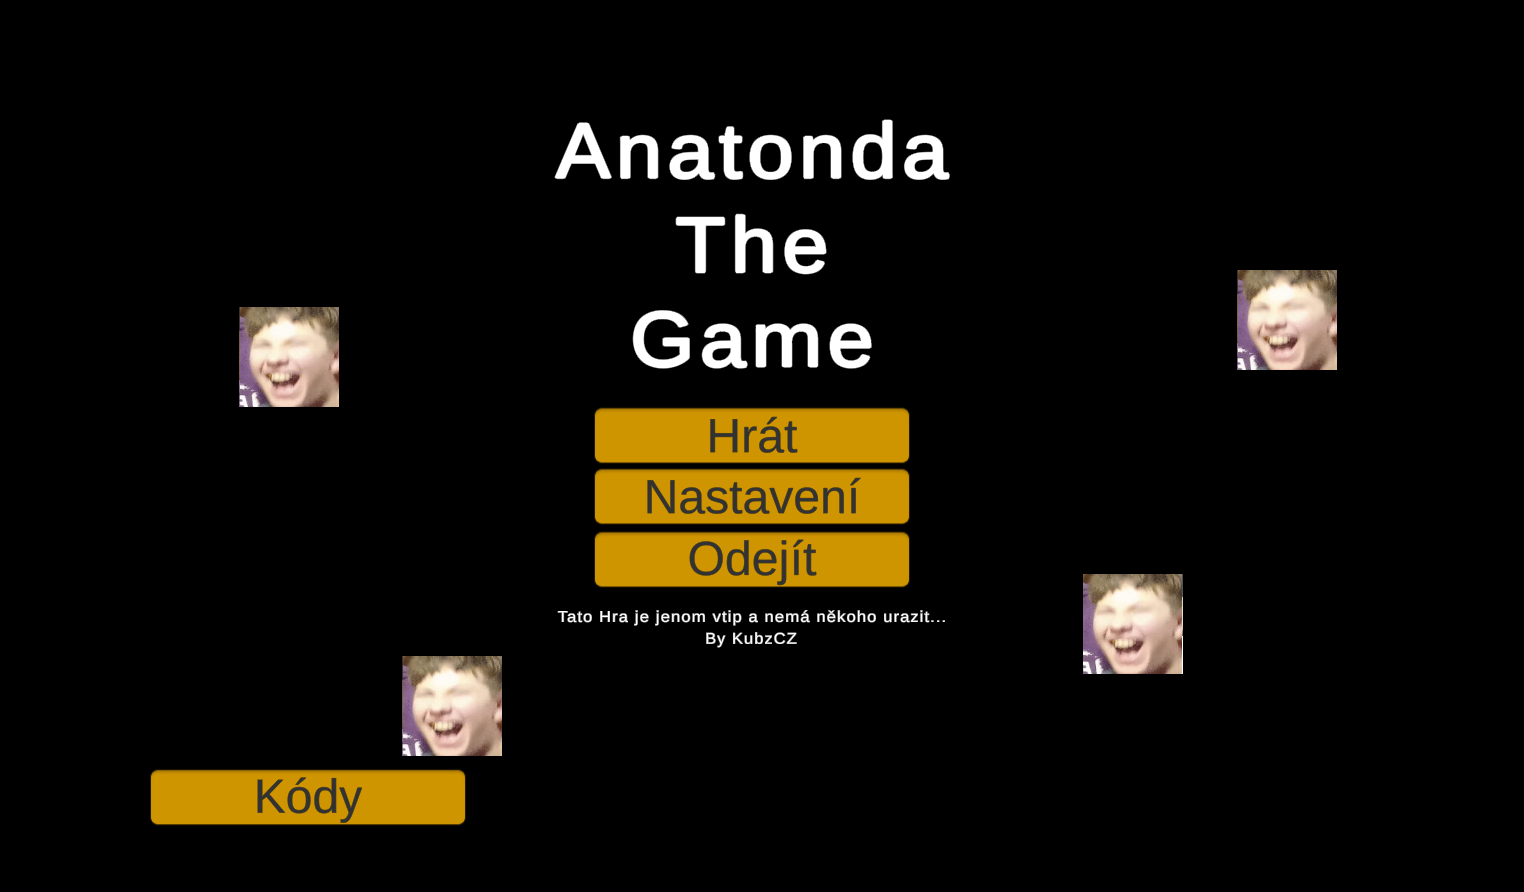 Anatonda
The
Game
Hrát
Nastavení
Odejít
Tato Hra je jenom vtip a nemá někoho urazit...
By KubzCZ
Kódy